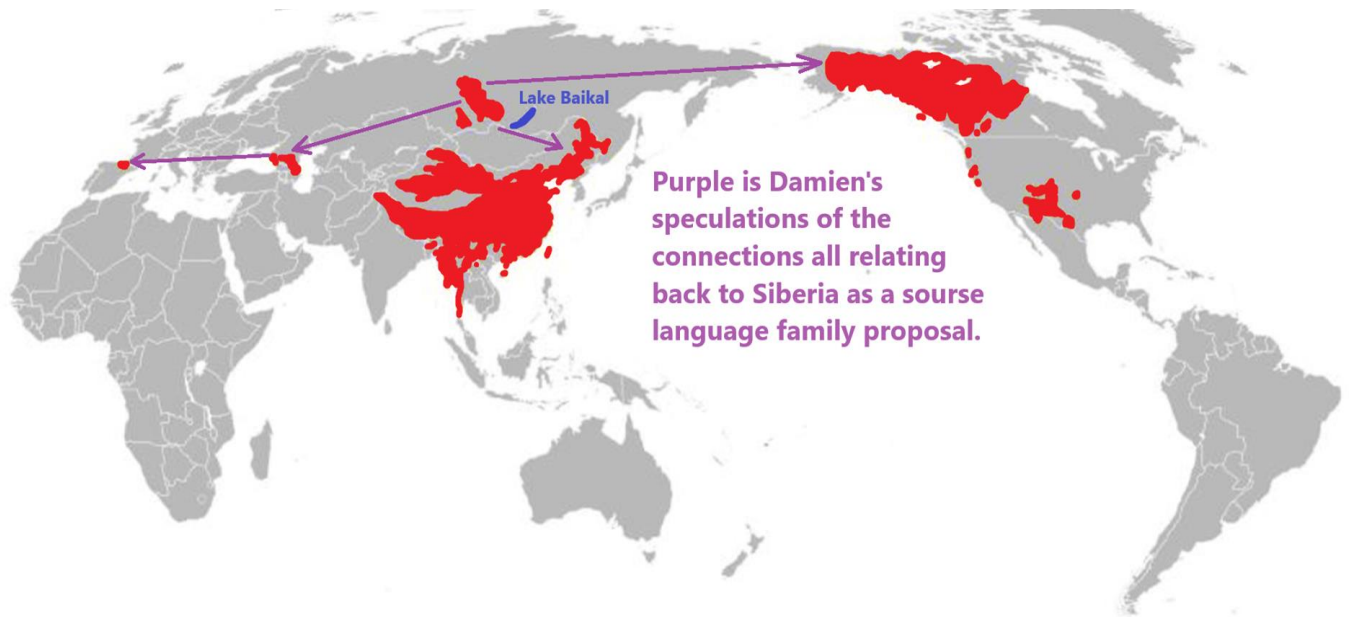 Lake Baikal
Purple is Damien's
speculations of the
connections all relating
back to Siberia as a sourse
language family proposal.